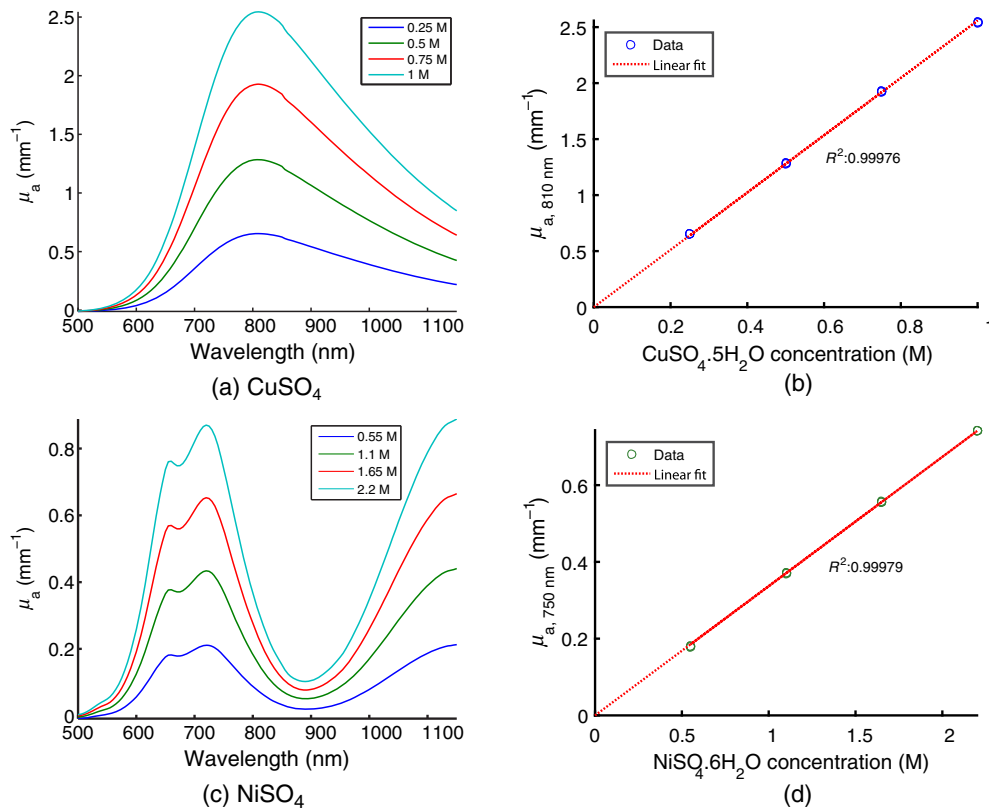 2.5
2
1.5
1
0.5
0
μa (mm−1)
0.25 M
0.5 M
0.75 M
1 M
500 600 700 800 900 1000 1100
Wavelength (nm)
(a) CuSO4
2.5
2
1.5
1
0.5
0
μa, 810 nm (mm−1)
Data
Linear fit
R2:0.99976
0 0.2 0.4 0.6 0.8 1
CuSO4.5H2O concentration (M)
(b)
0.8
0.6
0.4
0.2
0
μa (mm−1)
0.55 M
1.1 M
1.65 M
2.2 M
500 600 700 800 900 1000 1100
Wavelength (nm)
(c) NiSO4
0.6
0.4
0.2
0
μa, 750 nm (mm−1)
Data
Linear fit
R2:0.99979
0 0.5 1 1.5 2
NiSO4.6H2O concentration (M)
(d)